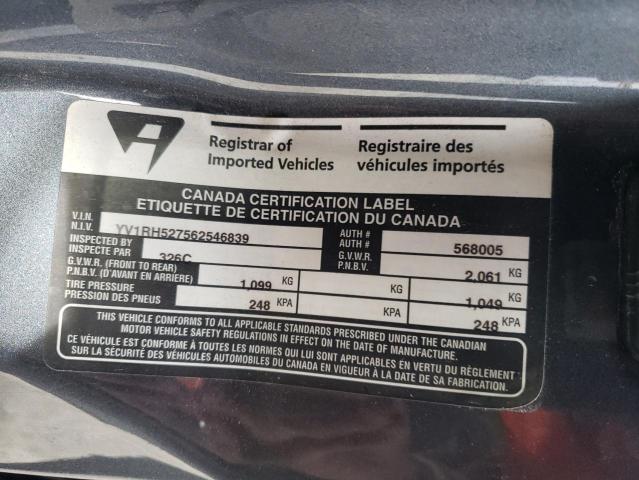 Registrar of
Imported Vehicles
Registraire des
véhicules importés
CANADA CERTIFICATION LABEL
ETIQUETTE DE CERTIFICATION DU CANADA
V.I.N.
N.I.V. YV1RH527562546839 AUTH #
AUTH # 568005
INSPECTED BY
INSPECTE PAR 326C G.V.W.R.
P.N.B.V. 2,061 KG
G.V.W.R. (FRONT TO REAR)
P.N.B.V. (D'AVANT EN ARRIERE) 1,099 KG KG 1,049 KG
TIRE PRESSURE
PRESSION DES PNEUS 248 KPA KPA 248 KPA
THIS VEHICLE CONFORMS TO ALL APPLICABLE STANDARDS PRESCRIBED UNDER THE CANADIAN
MOTOR VEHICLE SAFETY REGULATIONS IN EFFECT ON THE DATE OF MANUFACTURE.
CE VÉHICULE EST CONFORME À TOUTES LES NORMES QUI LUI SONT APPLICABLES EN VERTU DU RÈGLEMENT
SUR LA SÉCURITÉ DES VÉHICULES AUTOMOBILES DU CANADA EN VIGUEUR À LA DATE DE SA FABRICATION.